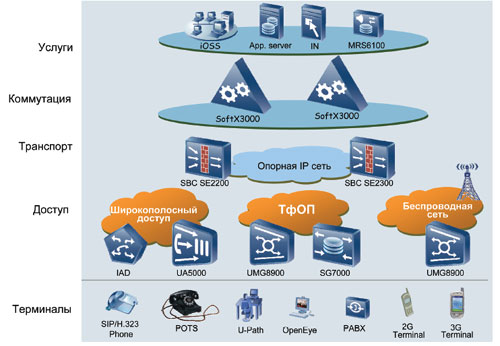 Услуги
iOSS
App. server
IN
MRS6100
Коммутация
SoftX3000
SoftX3000
Транспорт
SBC SE2200
Опорная IP сеть
SBC SE2300
Доступ
Широкополосный
доступ
ТфОП
Беспроводная
сеть
IAD
UA5000
UMG8900
SG7000
UMG8900
Терминалы
SIP/H.323
Phone
POTS
U-Path
OpenEye
PABX
2G
Terminal
3G
Terminal